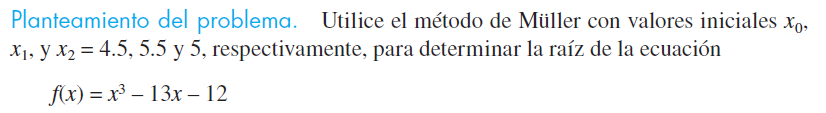 Planteamiento del problema. Utilice el método de Müller con valores iniciales x₀,
x₁, y x₂ = 4.5, 5.5 y 5, respectivamente, para determinar la raíz de la ecuación
f(x) = x³ – 13x – 12